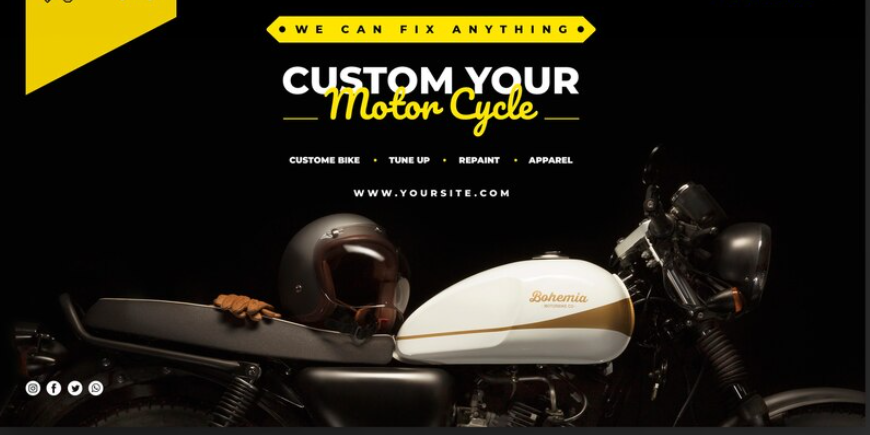 WE CAN FIX ANYTHING
CUSTOM YOUR
Motor Cycle
CUSTOME BIKE • TUNE UP • REPAINT • APPAREL
WWW.YOURSITE.COM
Bohemia